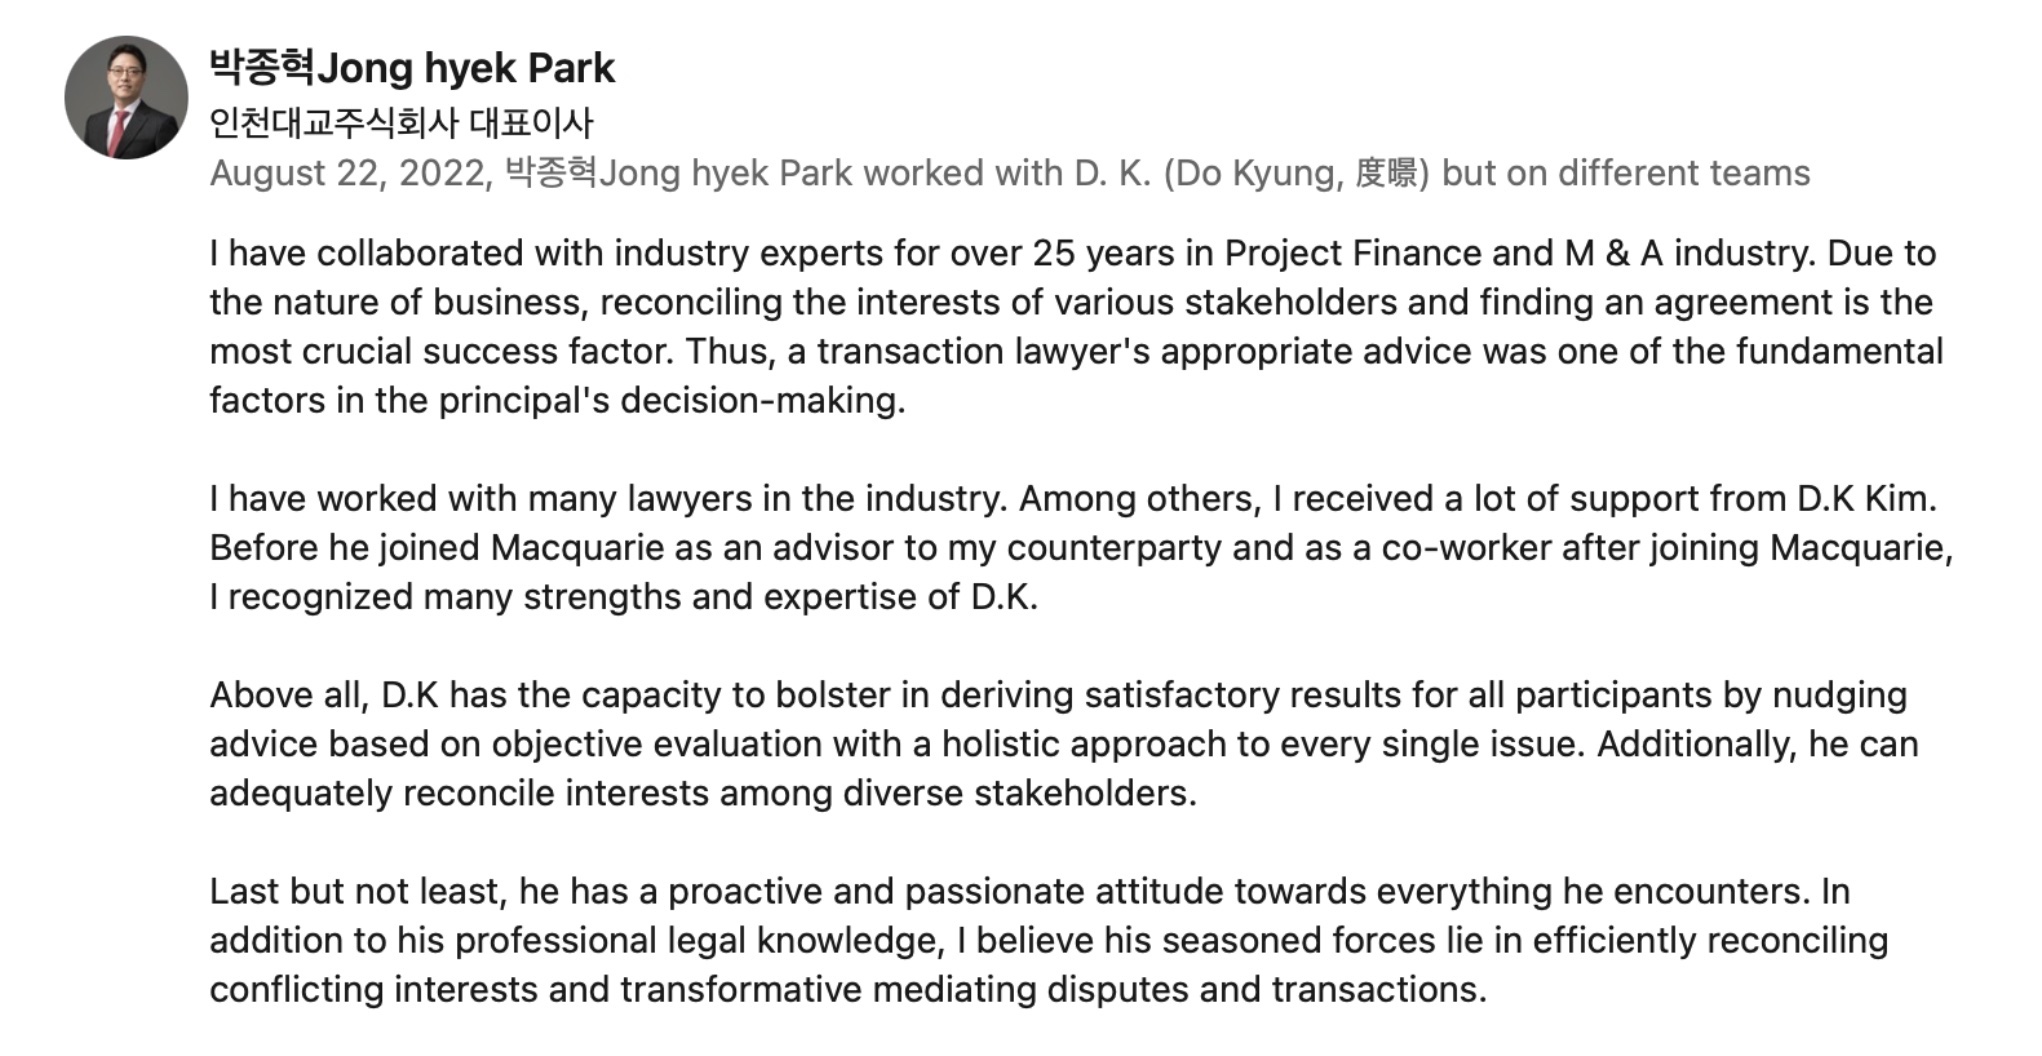 박종혁Jong hyek Park
인천대교주식회사 대표이사
August 22, 2022, 박종혁Jong hyek Park worked with D. K. (Do Kyung, 度暻) but on different teams
I have collaborated with industry experts for over 25 years in Project Finance and M & A industry. Due to
the nature of business, reconciling the interests of various stakeholders and finding an agreement is the
most crucial success factor. Thus, a transaction lawyer's appropriate advice was one of the fundamental
factors in the principal's decision-making.
I have worked with many lawyers in the industry. Among others, I received a lot of support from D.K Kim.
Before he joined Macquarie as an advisor to my counterparty and as a co-worker after joining Macquarie,
I recognized many strengths and expertise of D.K.
Above all, D.K has the capacity to bolster in deriving satisfactory results for all participants by nudging
advice based on objective evaluation with a holistic approach to every single issue. Additionally, he can
adequately reconcile interests among diverse stakeholders.
Last but not least, he has a proactive and passionate attitude towards everything he encounters. In
addition to his professional legal knowledge, I believe his seasoned forces lie in efficiently reconciling
conflicting interests and transformative mediating disputes and transactions.